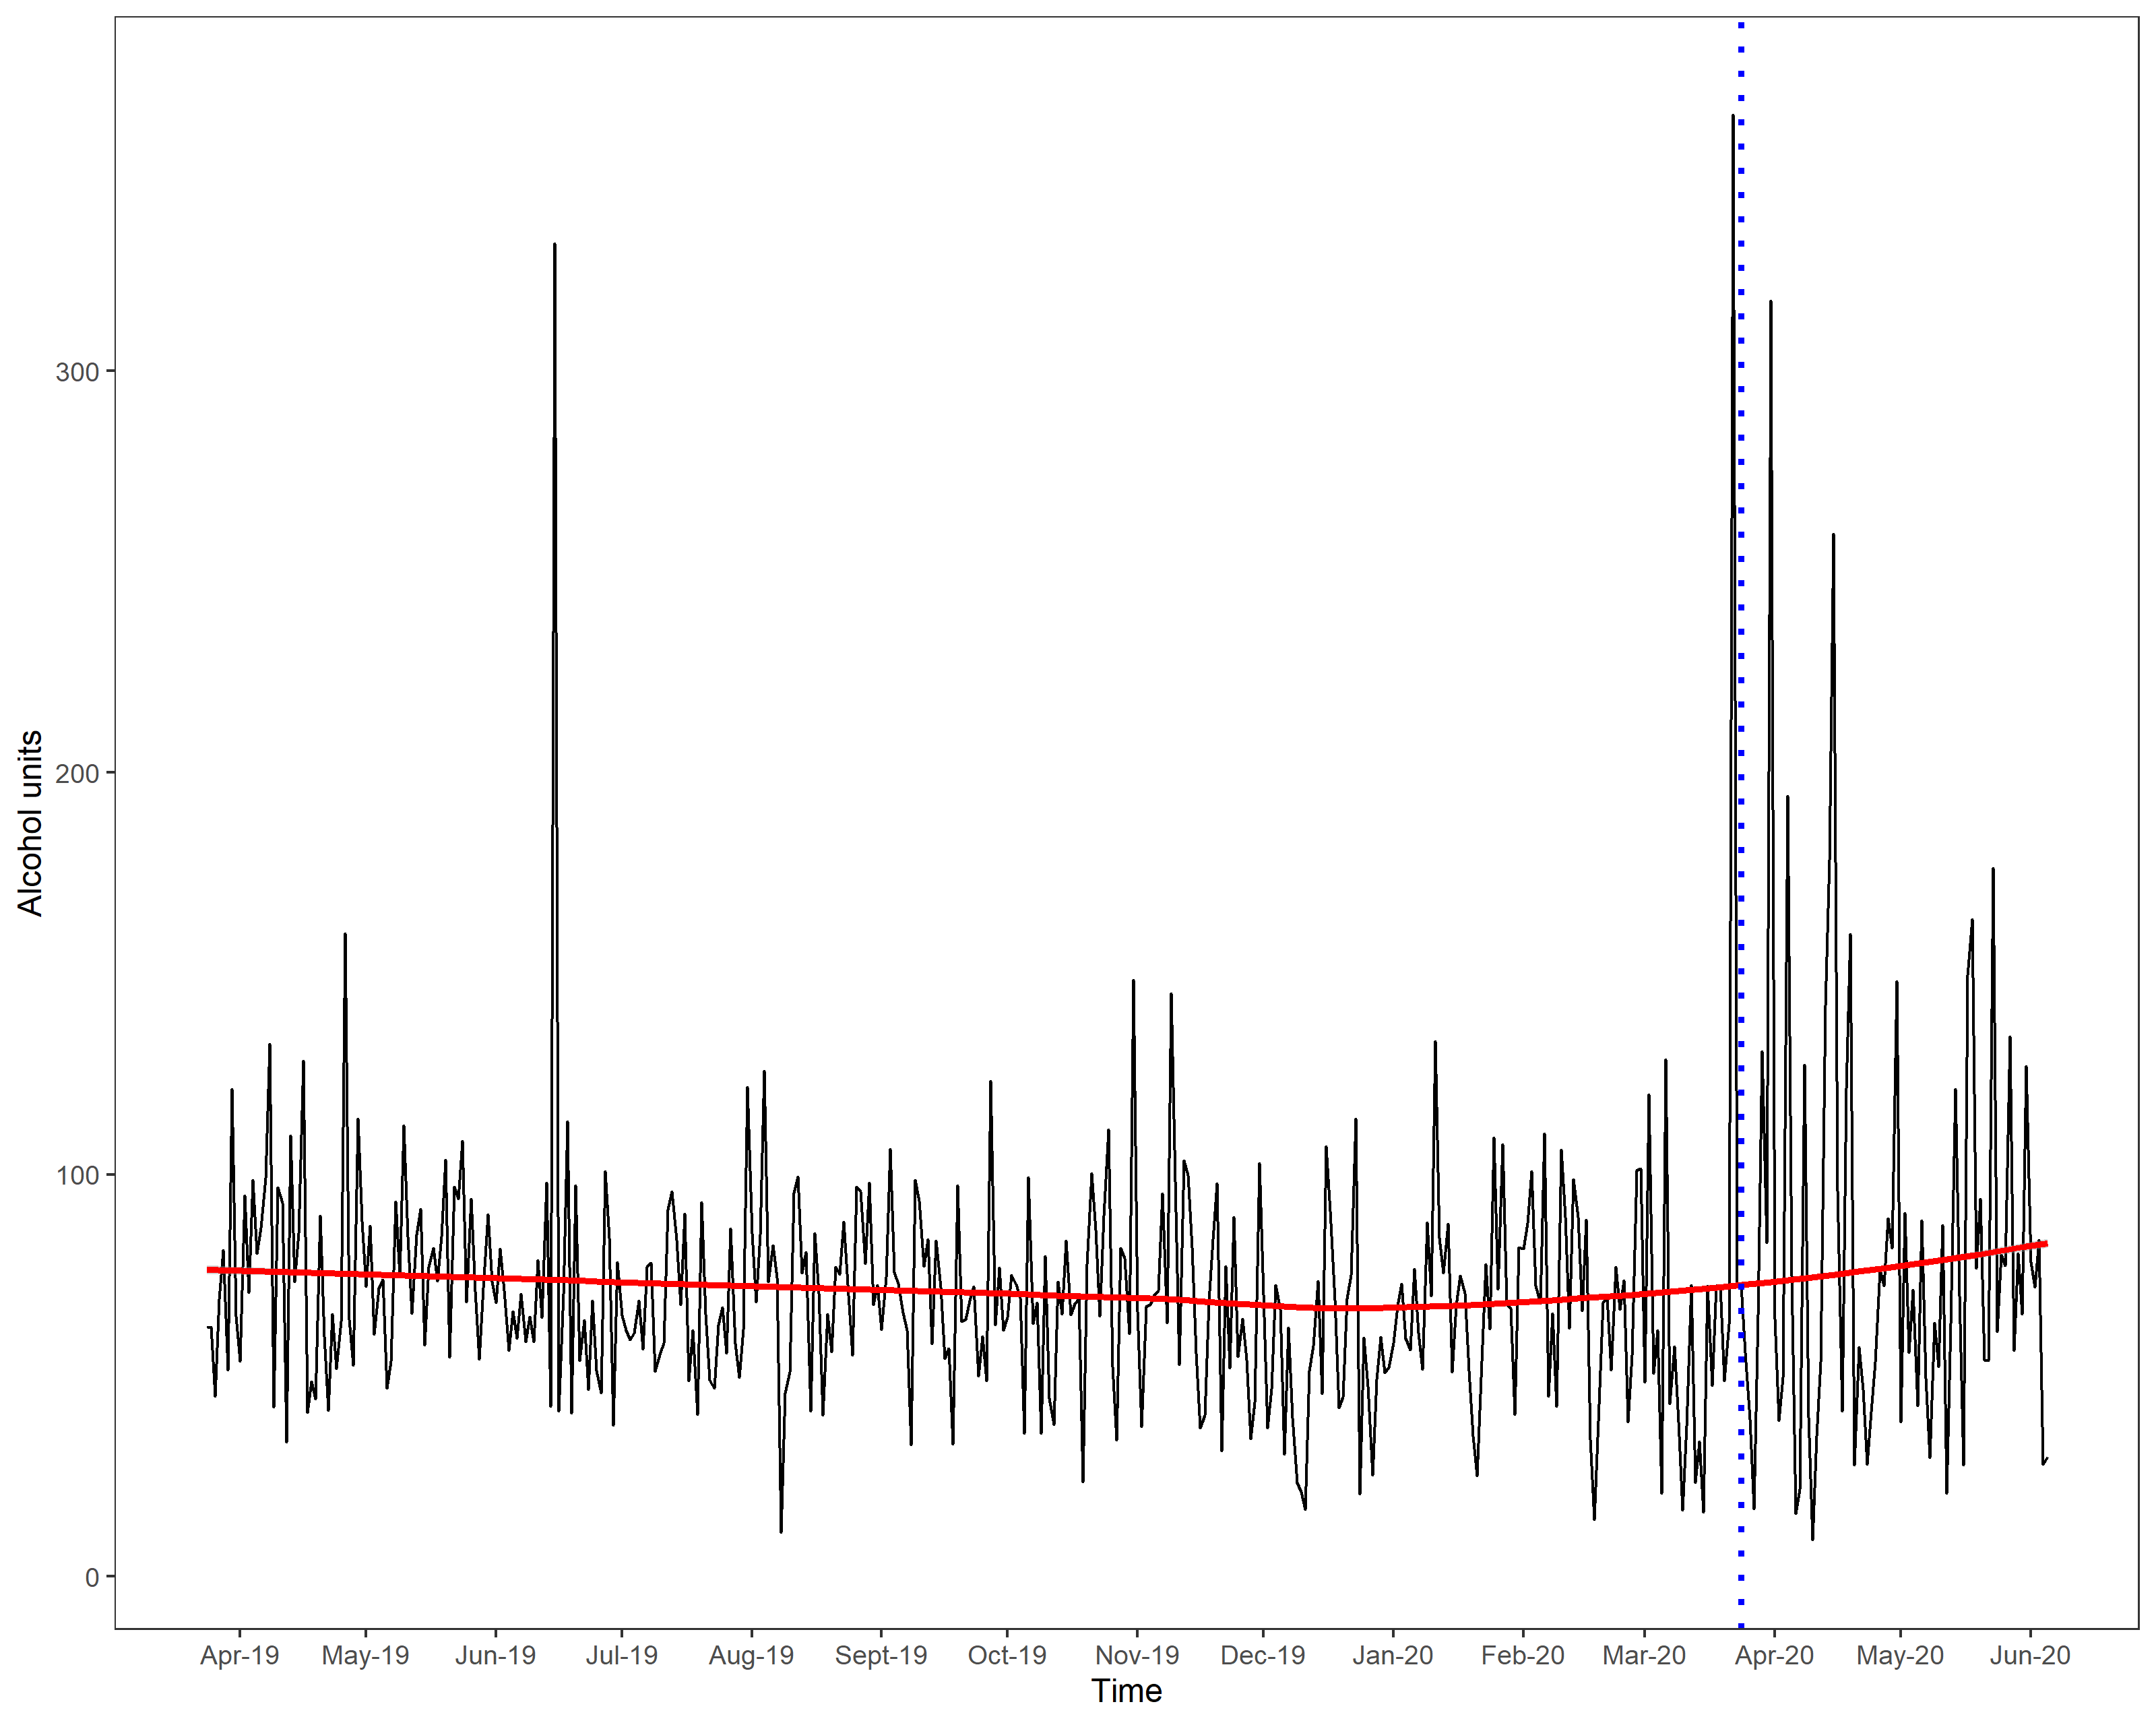 Alcohol units
300
200
100
0
Apr-19 May-19 Jun-19 Jul-19 Aug-19 Sept-19 Oct-19 Nov-19 Dec-19 Jan-20 Feb-20 Mar-20 Apr-20 May-20 Jun-20
Time